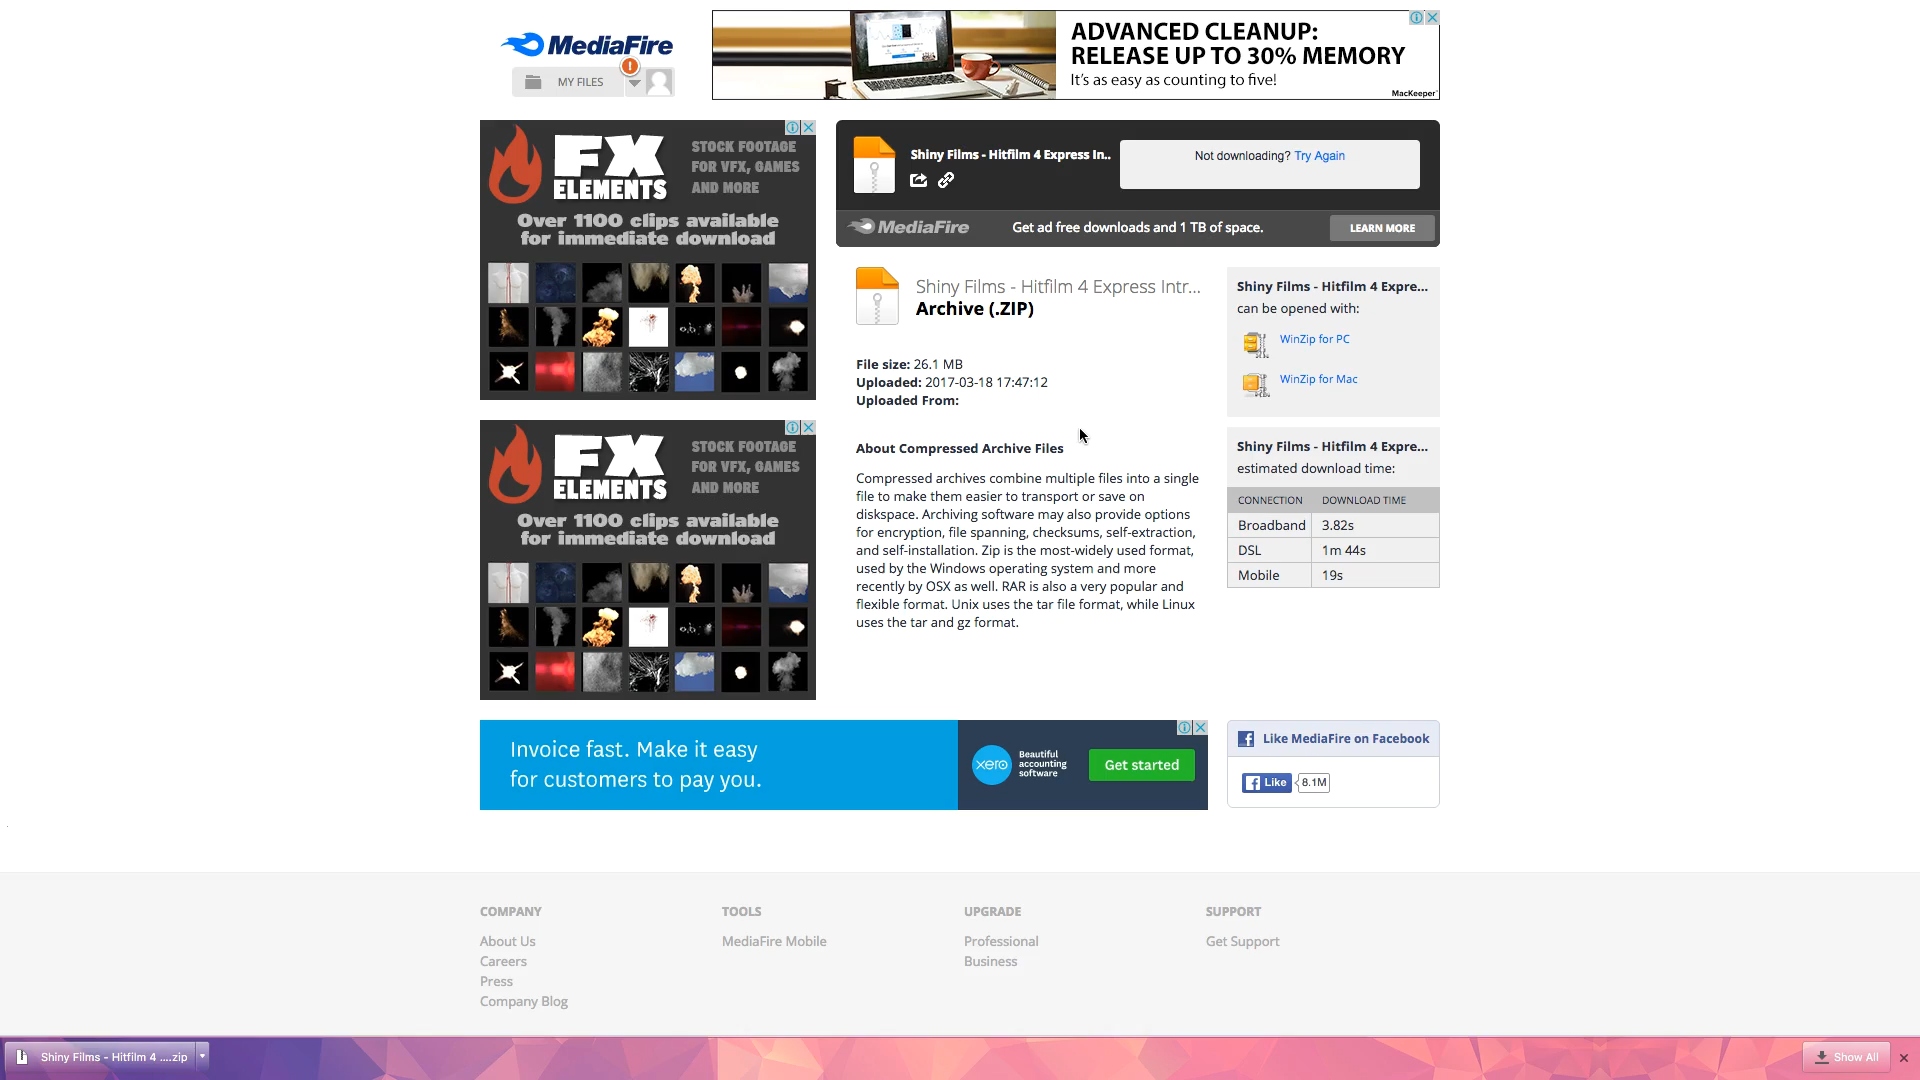 MediaFire
MY FILES
ADVANCED CLEANUP:
RELEASE UP TO 30% MEMORY
It's as easy as counting to five!
MacKeeper
FX
ELEMENTS
STOCK FOOTAGE
FOR VFX, GAMES
AND MORE
Over 1100 clips available
for immediate download
FX
ELEMENTS
STOCK FOOTAGE
FOR VFX, GAMES
AND MORE
Over 1100 clips available
for immediate download
Shiny Films - Hitfilm 4 Express In..
Not downloading? Try Again
MediaFire
Get ad free downloads and 1 TB of space.
LEARN MORE
Shiny Films - Hitfilm 4 Express Intr...
Archive (.ZIP)
File size: 26.1 MB
Uploaded: 2017-03-18 17:47:12
Uploaded From:
About Compressed Archive Files
Compressed archives combine multiple files into a single
file to make them easier to transport or save on
diskspace. Archiving software may also provide options
for encryption, file spanning, checksums, self-extraction,
and self-installation. Zip is the most-widely used format,
used by the Windows operating system and more
recently by OSX as well. RAR is also a very popular and
flexible format. Unix uses the tar file format, while Linux
uses the tar and gz format.
Shiny Films - Hitfilm 4 Expre...
can be opened with:
WinZip for PC
WinZip for Mac
Shiny Films - Hitfilm 4 Expre...
estimated download time:
CONNECTION DOWNLOAD TIME
Broadband 3.82s
DSL 1m 44s
Mobile 19s
Invoice fast. Make it easy
for customers to pay you.
xero
Beautiful
accounting
software
Get started
Like MediaFire on Facebook
Like 8.1M
COMPANY
About Us
Careers
Press
Company Blog
TOOLS
MediaFire Mobile
UPGRADE
Professional
Business
SUPPORT
Get Support
Shiny Films - Hitfilm 4 ....zip
Show All